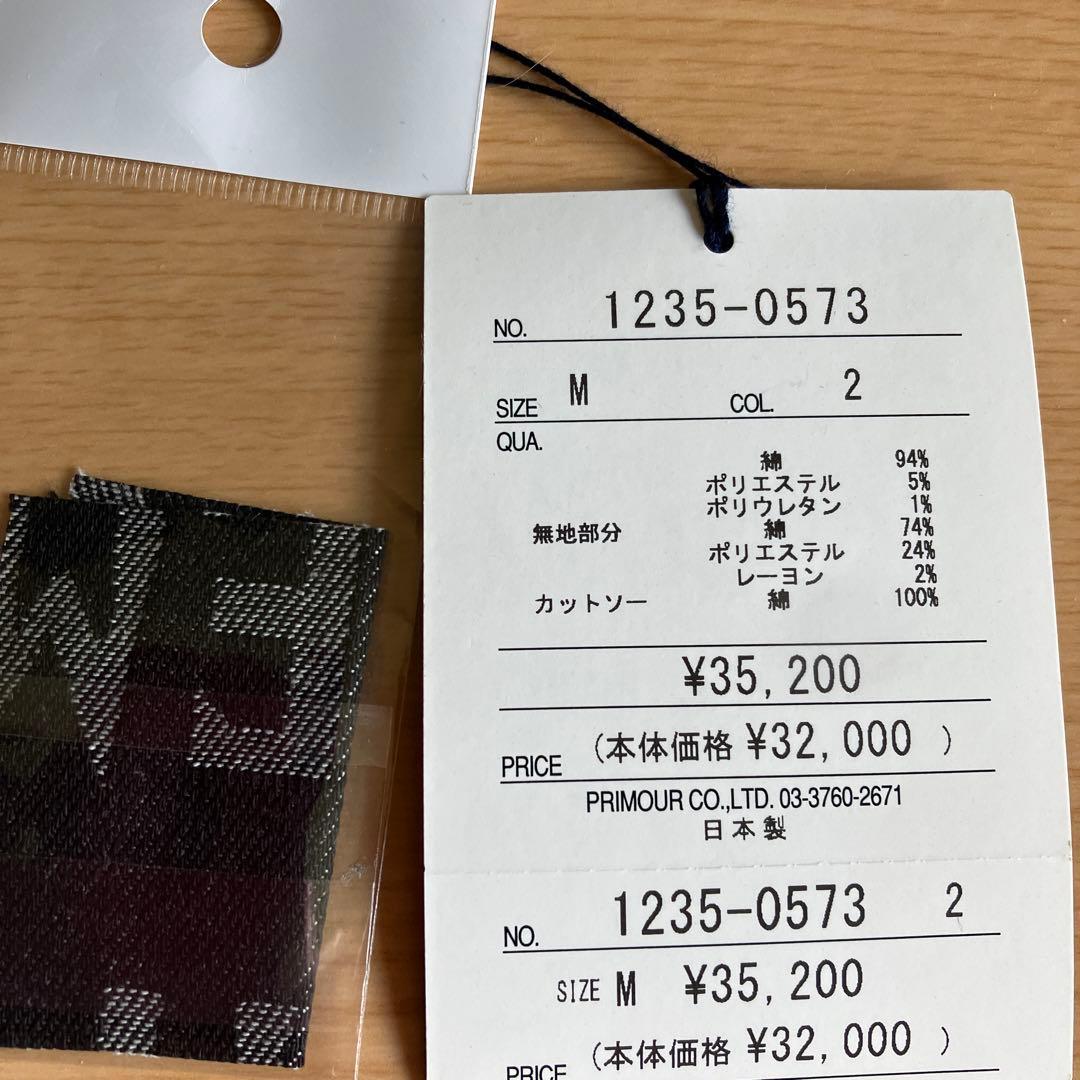 NO. 1235-0573
SIZE M COL. 2
QUA.
綿 94%
ポリエステル 5%
ポリウレタン 1%
無地部分 綿 74%
ポリエステル 24%
レーヨン 2%
カットソー 綿 100%
¥35,200
PRICE (本体価格 ¥32,000 )
PRIMOUR CO.,LTD. 03-3760-2671
日本製
NO. 1235-0573 2
SIZE M ¥35,200
PRICE (本体価格 ¥32,000 )